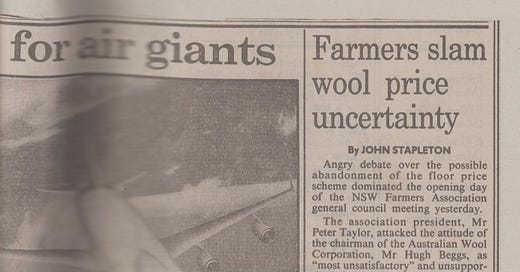 for air giants
Farmers slam
wool price
uncertainty
By JOHN STAPLETON
Angry debate over the possible
abandonment of the floor price
scheme dominated the opening day
of the NSW Farmers Association
general council meeting yesterday.
The association president, Mr
Peter Taylor, attacked the attitude of
the chairman of the Australian Wool
Corporation, Mr Hugh Beggs, as
"most unsatisfactory" and unsuppor-